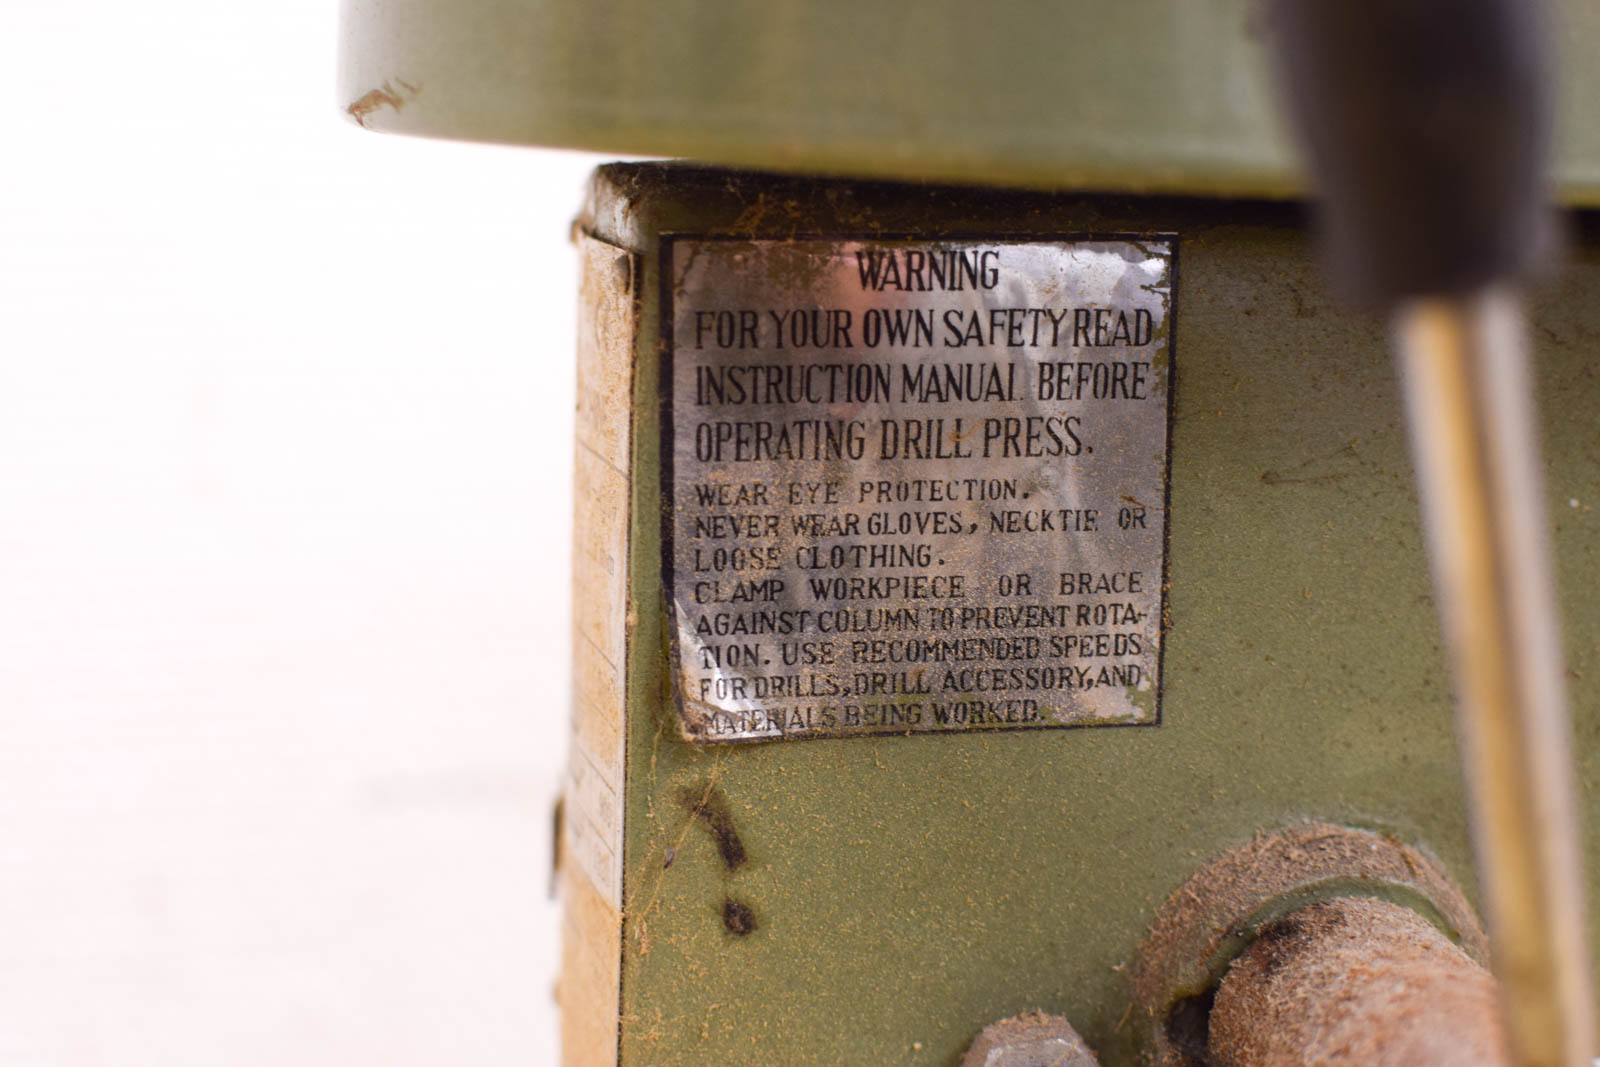 WARNING
FOR YOUR OWN SAFETY READ
INSTRUCTION MANUAL BEFORE
OPERATING DRILL PRESS.
WEAR EYE PROTECTION.
NEVER WEAR GLOVES, NECKTIE OR
LOOSE CLOTHING.
CLAMP WORKPIECE OR BRACE
AGAINST COLUMN TO PREVENT ROTA-
TION. USE RECOMMENDED SPEEDS
FOR DRILLS, DRILL ACCESSORY, AND
MATERIALS BEING WORKED.